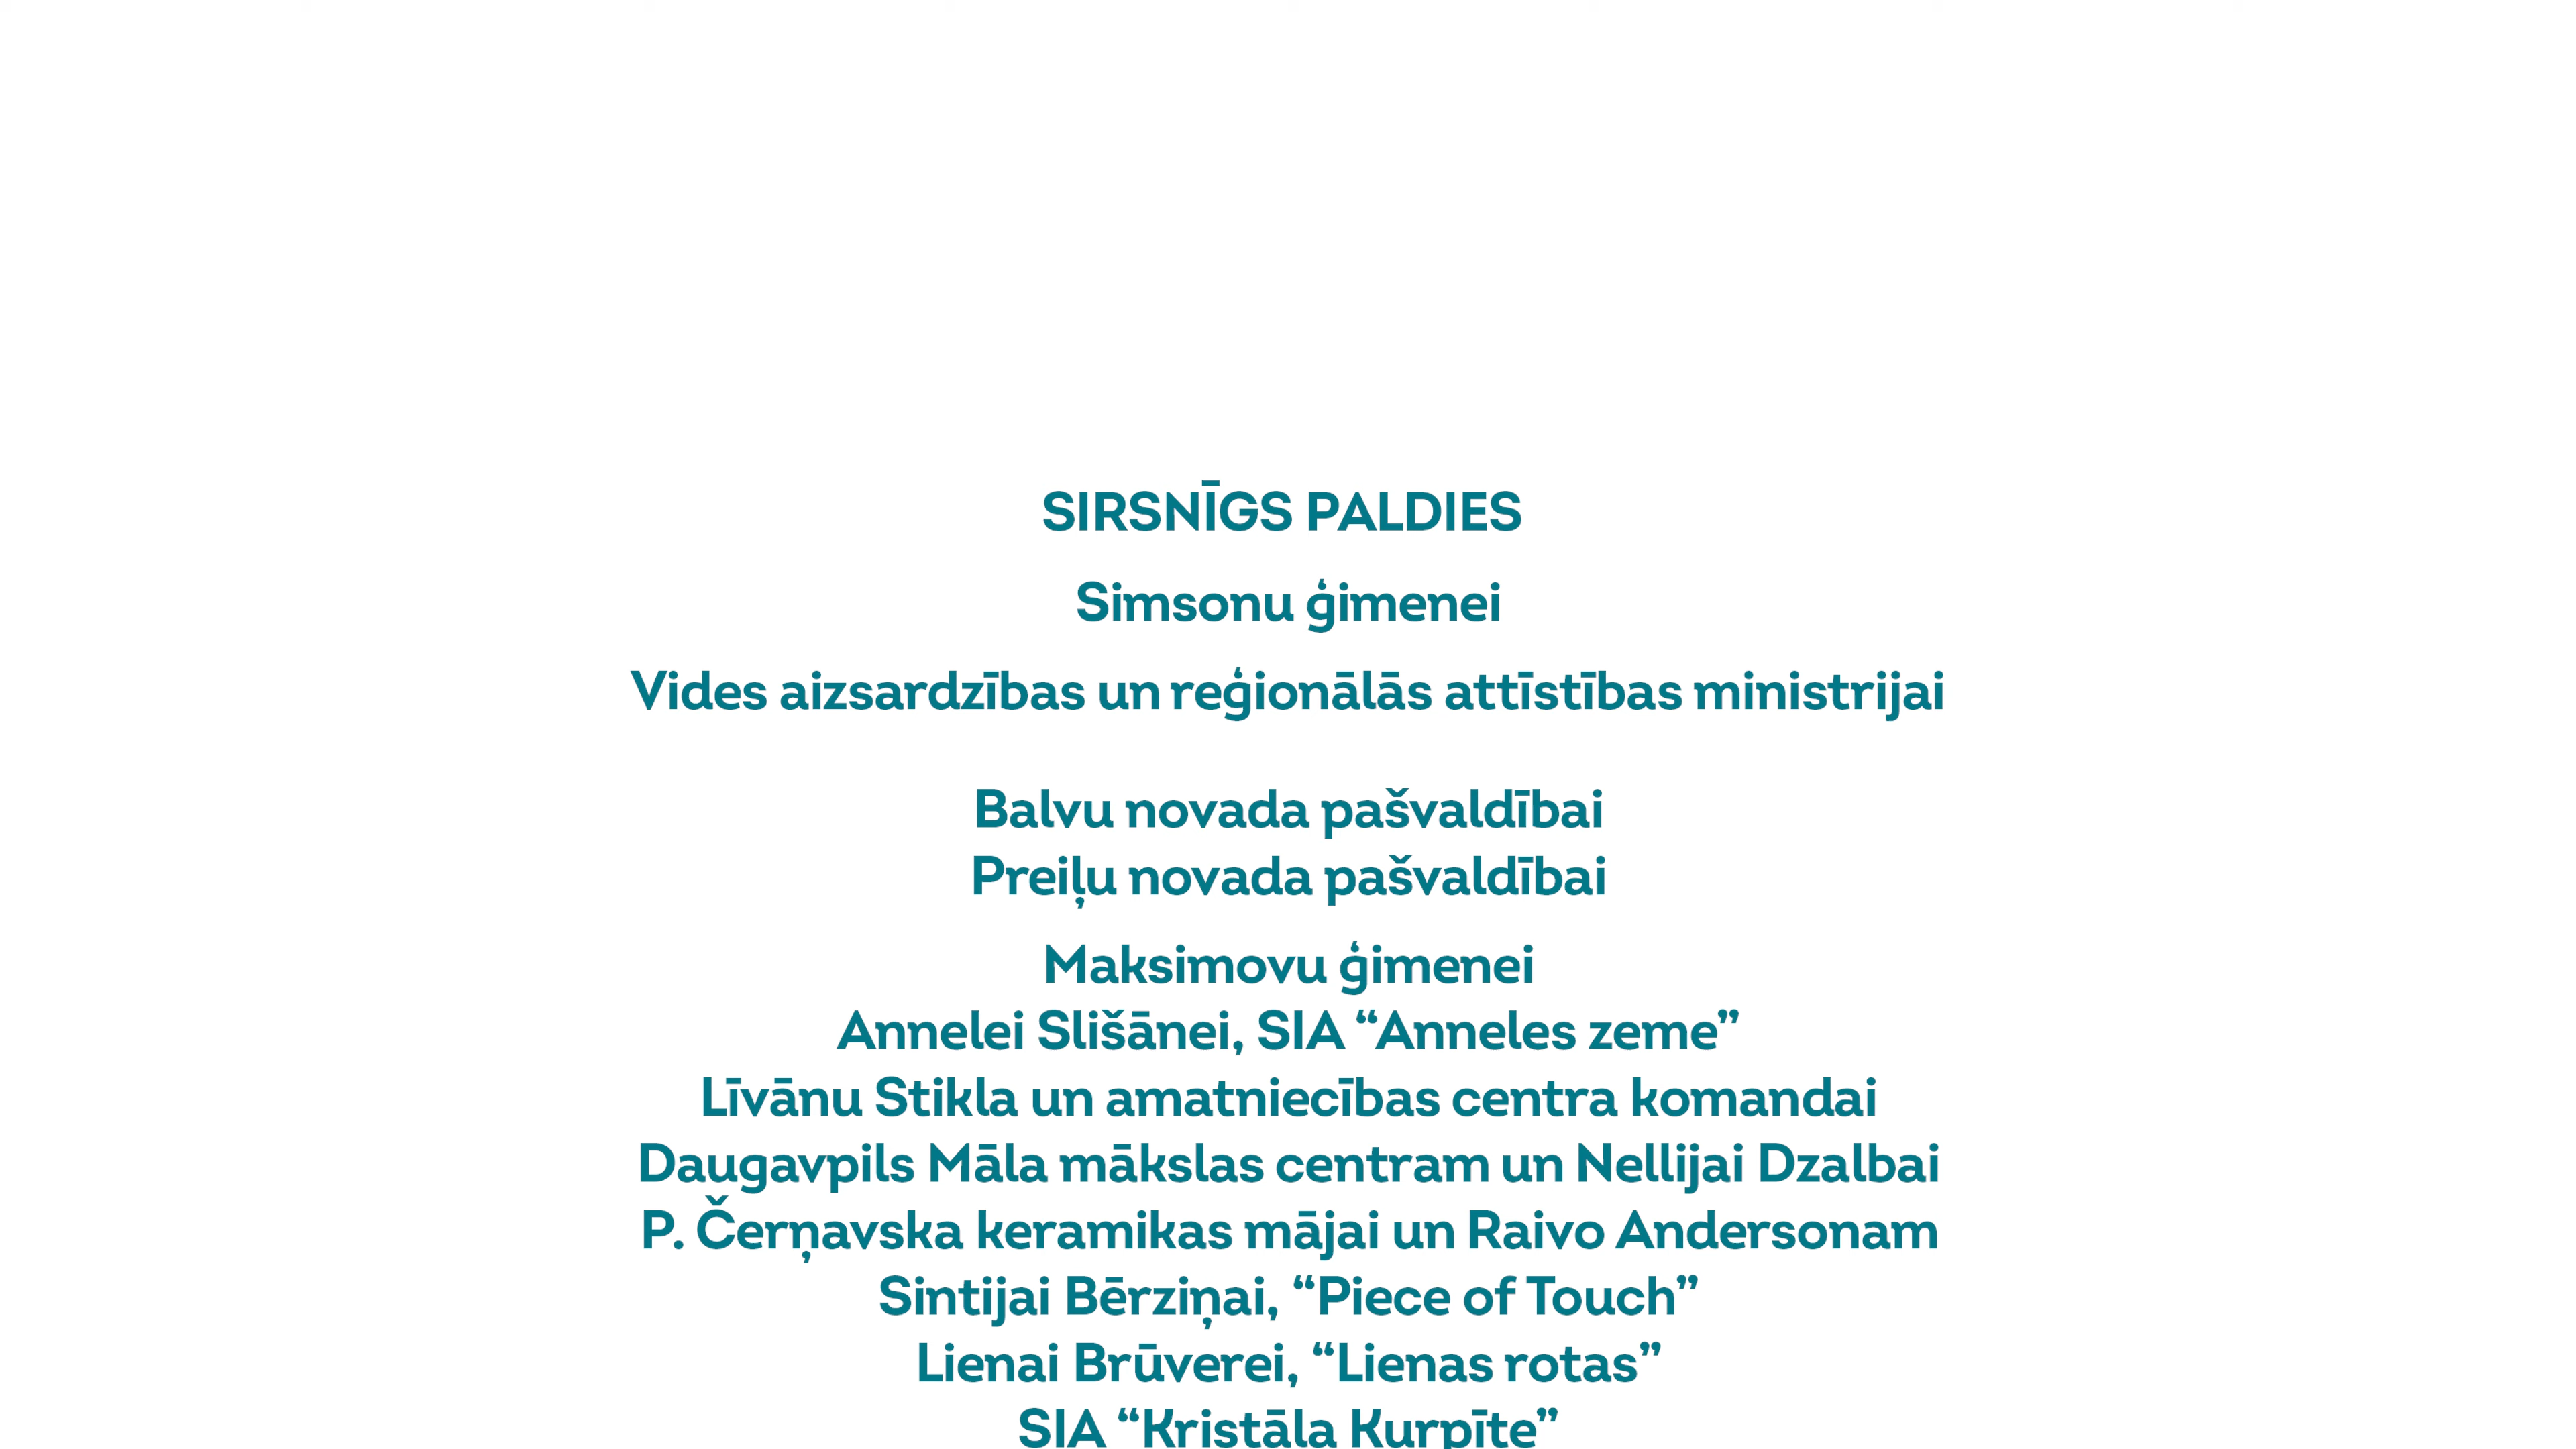 SIRSNĪGS PALDIES
Simsonu ģimenei
Vides aizsardzības un reģionālās attīstības ministrijai
Balvu novada pašvaldībai
Preiļu novada pašvaldībai
Maksimovu ģimenei
Annelei Slišānei, SIA “Anneles zeme”
Līvānu Stikla un amatniecības centra komandai
Daugavpils Māla mākslas centram un Nellijai Dzalbai
P. Čerņavska keramikas mājai un Raivo Andersonam
Sintijai Bērziņai, “Piece of Touch”
Lienai Brūverei, “Lienas rotas”
SIA “Kristāla Kurpīte”